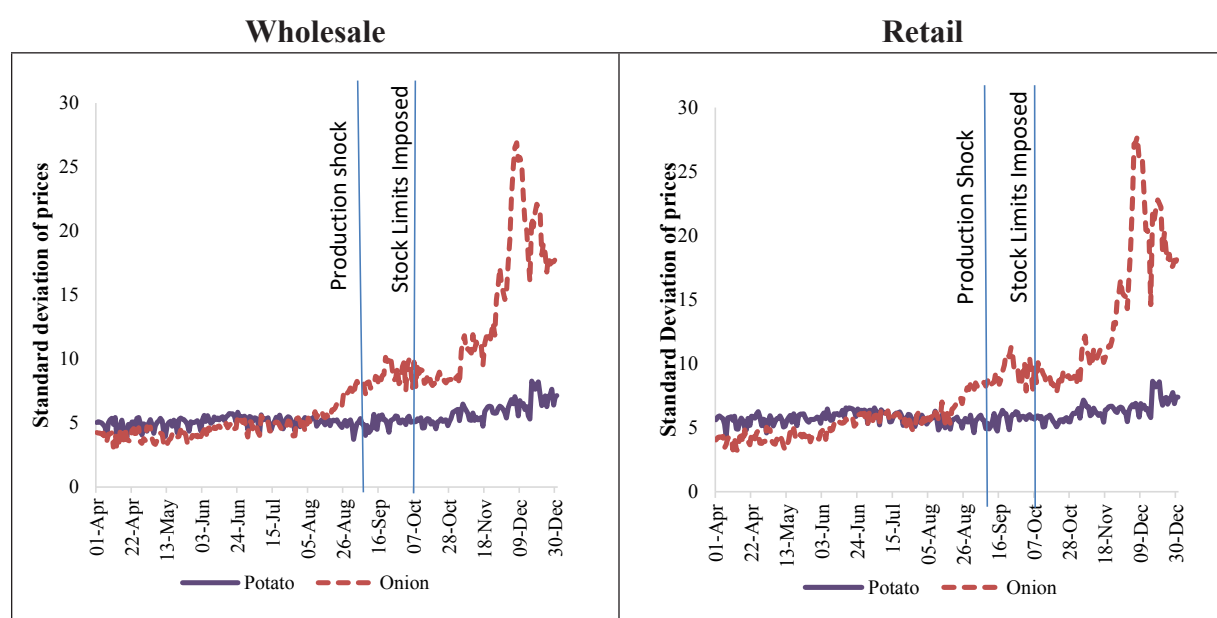 Wholesale
Standard deviation of prices
30
25
20
15
10
5
0
Production shock
Stock Limits Imposed
01-Apr
22-Apr
13-May
03-Jun
24-Jun
15-Jul
05-Aug
26-Aug
16-Sep
07-Oct
28-Oct
18-Nov
09-Dec
30-Dec
Potato
Onion
Retail
Standard Deviation of prices
30
25
20
15
10
5
0
Production Shock
Stock Limits Imposed
01-Apr
22-Apr
13-May
03-Jun
24-Jun
15-Jul
05-Aug
26-Aug
16-Sep
07-Oct
28-Oct
18-Nov
09-Dec
30-Dec
Potato
Onion